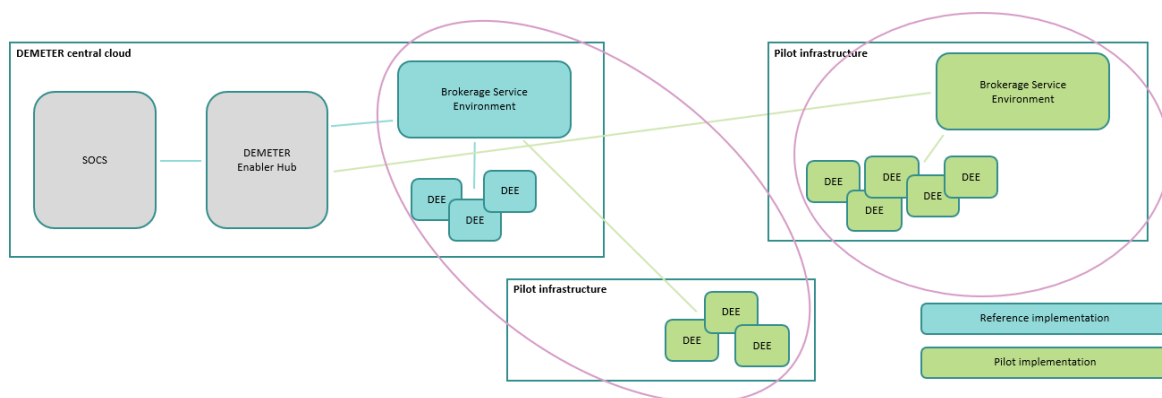 DEMETER central cloud
SOCS
DEMETER
Enabler Hub
Brokerage Service
Environment
DEE
DEE
DEE
Pilot infrastructure
Brokerage Service
Environment
DEE
DEE
DEE
DEE
DEE
Pilot infrastructure
DEE
DEE
DEE
Reference implementation
Pilot implementation